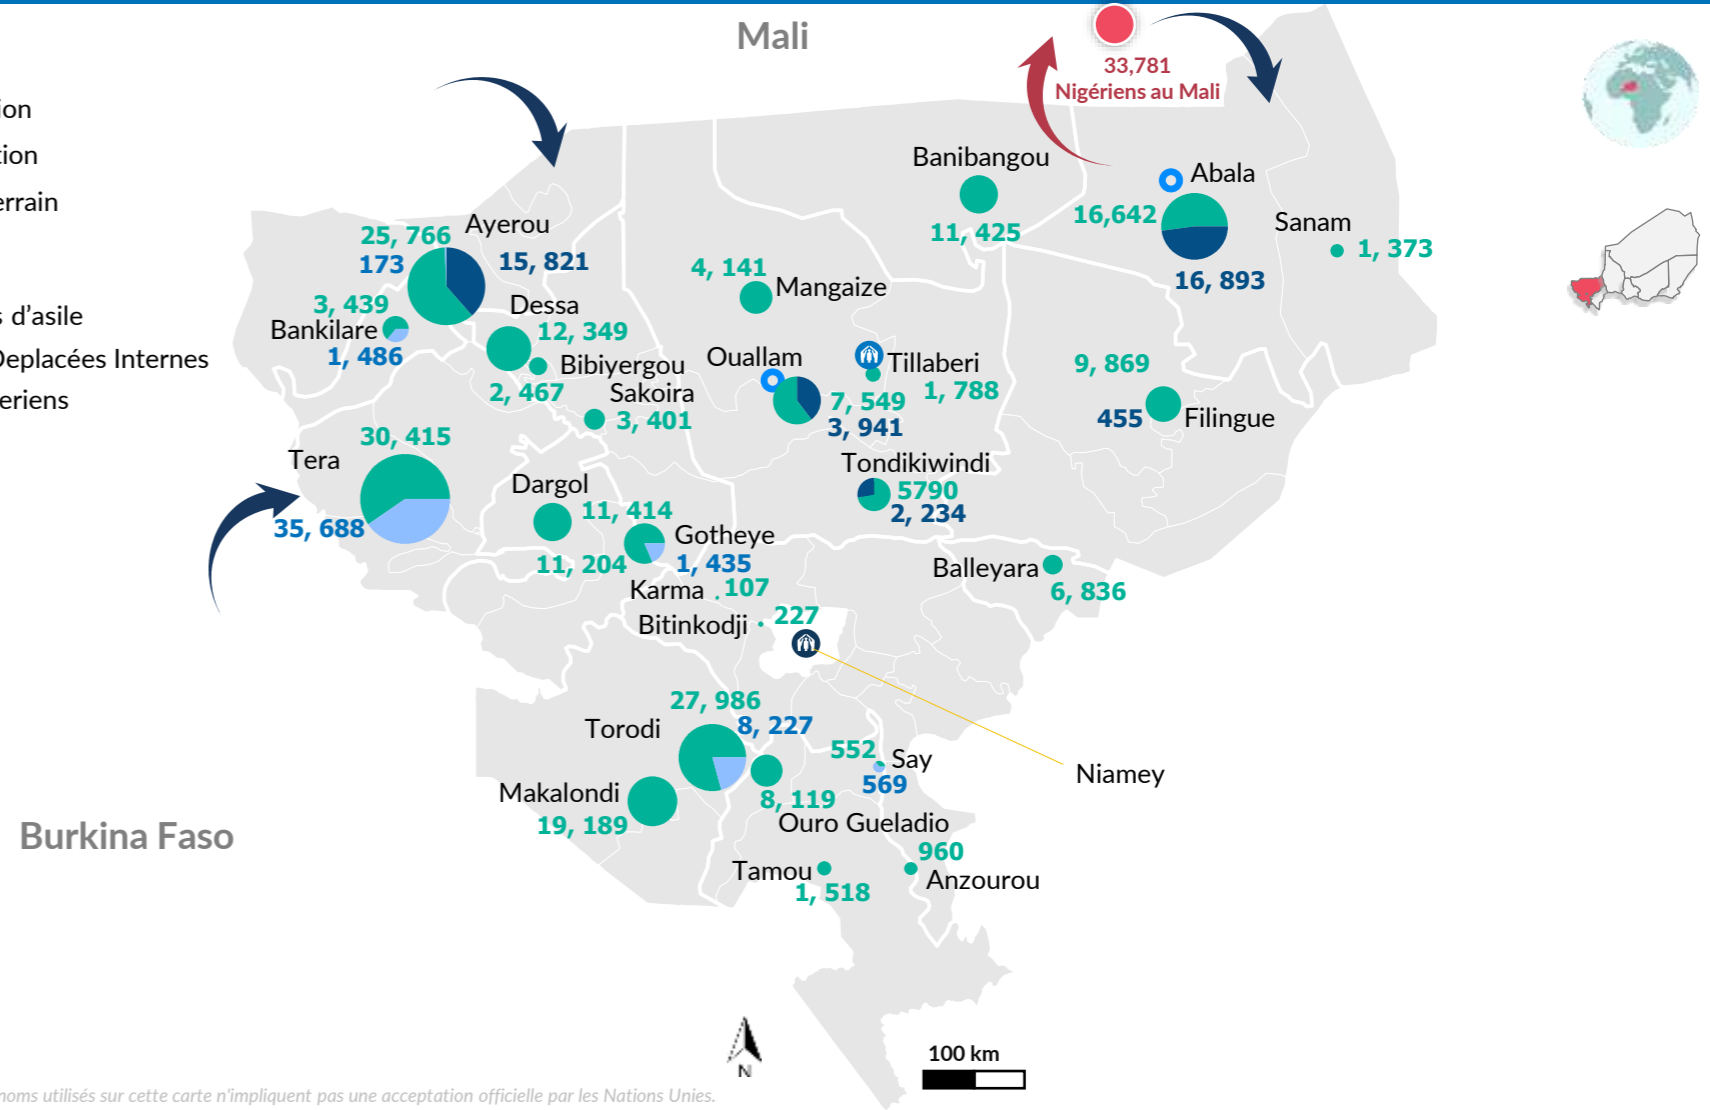 Mali
33,781
Nigériens au Mali
ion
tion
errain
s d’asile
Deplacées Internes
eriens
Banibangou
11, 425
Abala
16,642
16, 893
Sanam
1, 373
Ayerou
25, 766
173
15, 821
4, 141
Mangaize
Dessa
12, 349
3, 439
Bankilare
1, 486
Bibiyergou
2, 467
Sakoira
3, 401
Ouallam
7, 549
3, 941
Tillaberi
1, 788
9, 869
455
Filingue
30, 415
Tera
35, 688
Tondikiwindi
5790
2, 234
Dargol
11, 414
11, 204
Gotheye
1, 435
Karma
107
Balleyara
6, 836
Bitinkodji
227
27, 986
Torodi
8, 227
552
Say
569
Niamey
Makalondi
19, 189
8, 119
Ouro Gueladio
Burkina Faso
960
Tamou
Anzourou
1, 518
N
100 km
noms utilisés sur cette carte n'impliquent pas une acceptation officielle par les Nations Unies.